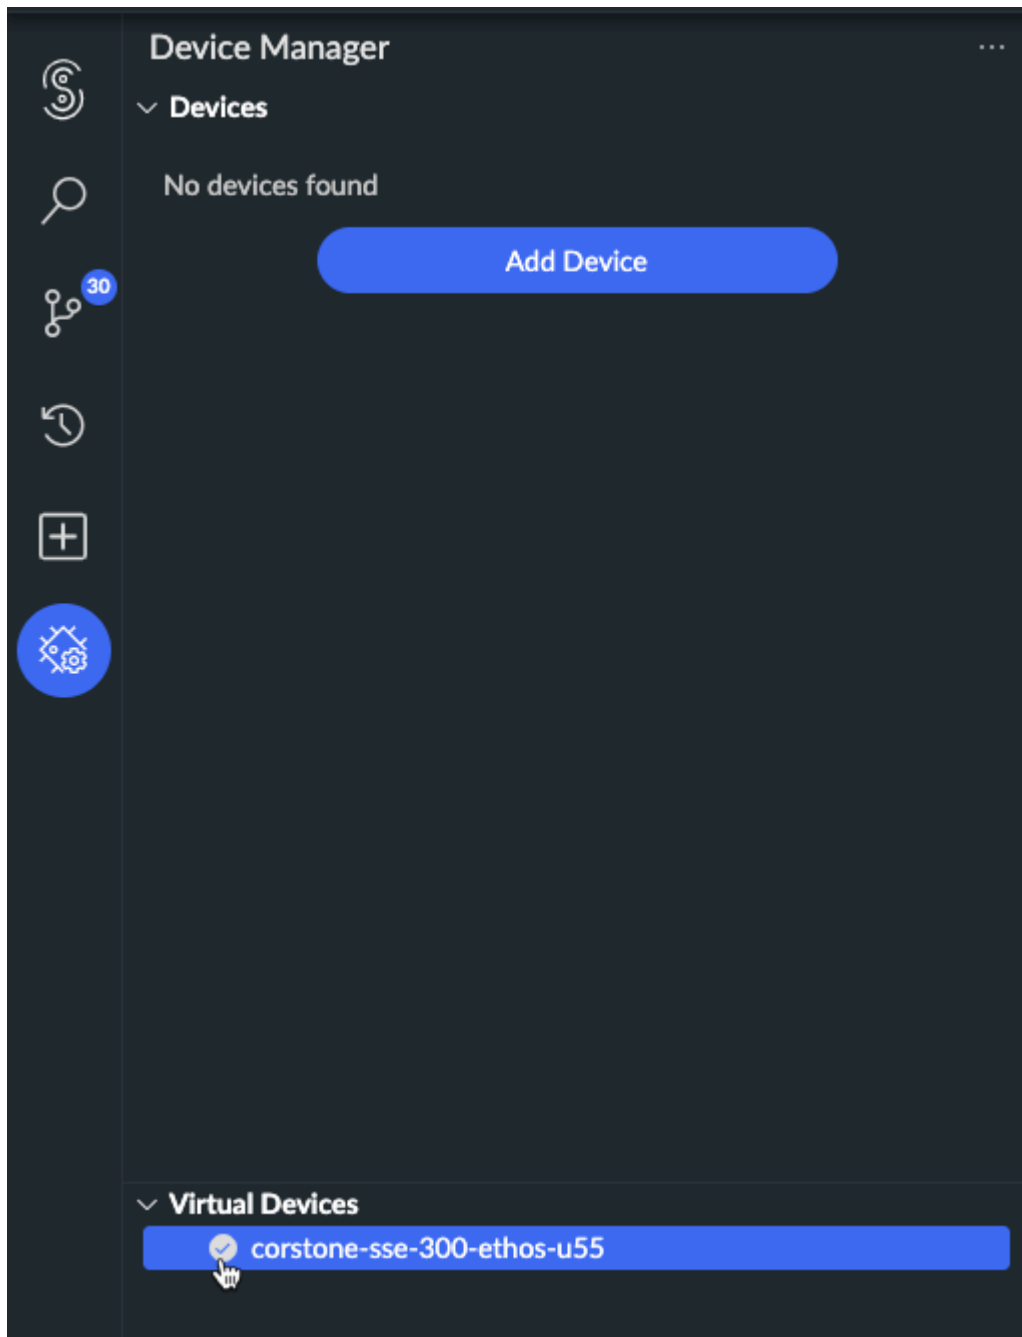 Device Manager
Devices
No devices found
Add Device
30
Virtual Devices
corstone-sse-300-ethos-u55